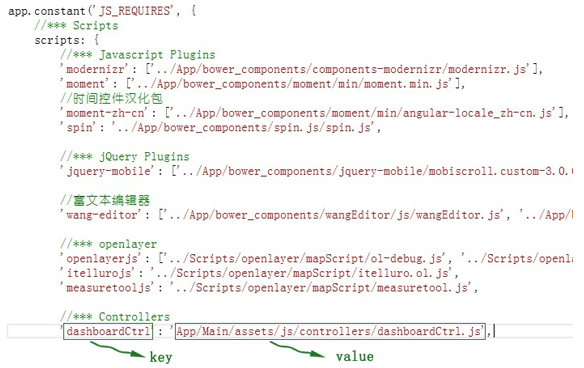 app.constant('JS_REQUIRES', {
//*** Scripts
scripts: {
//*** Javascript Plugins
'modernizr': ['../App/bower_components/components-modernizr/modernizr.js'],
'moment': ['../App/bower_components/moment/min/moment.min.js'],
//时间控件汉化包
'moment-zh-cn': ['../App/bower_components/moment/min/angular-locale_zh-cn.js'],
'spin': '../App/bower_components/spin.js/spin.js',
//*** jQuery Plugins
'jquery-mobile': ['../App/bower_components/jquery-mobile/mobiscroll.custom-3.0.
//富文本编辑器
'wang-editor': ['../App/bower_components/wangEditor/js/wangEditor.js', '../App/
//*** openlayer
'openlayerjs': ['../Scripts/openlayer/mapScript/ol-debug.js', '../Scripts/openl
'itellurojs': '../Scripts/openlayer/mapScript/itelluro.ol.js',
'measuretooljs': '../Scripts/openlayer/mapScript/measuretool.js',
//*** Controllers
'dashboardCtrl': 'App/Main/assets/js/controllers/dashboardCtrl.js',
key value